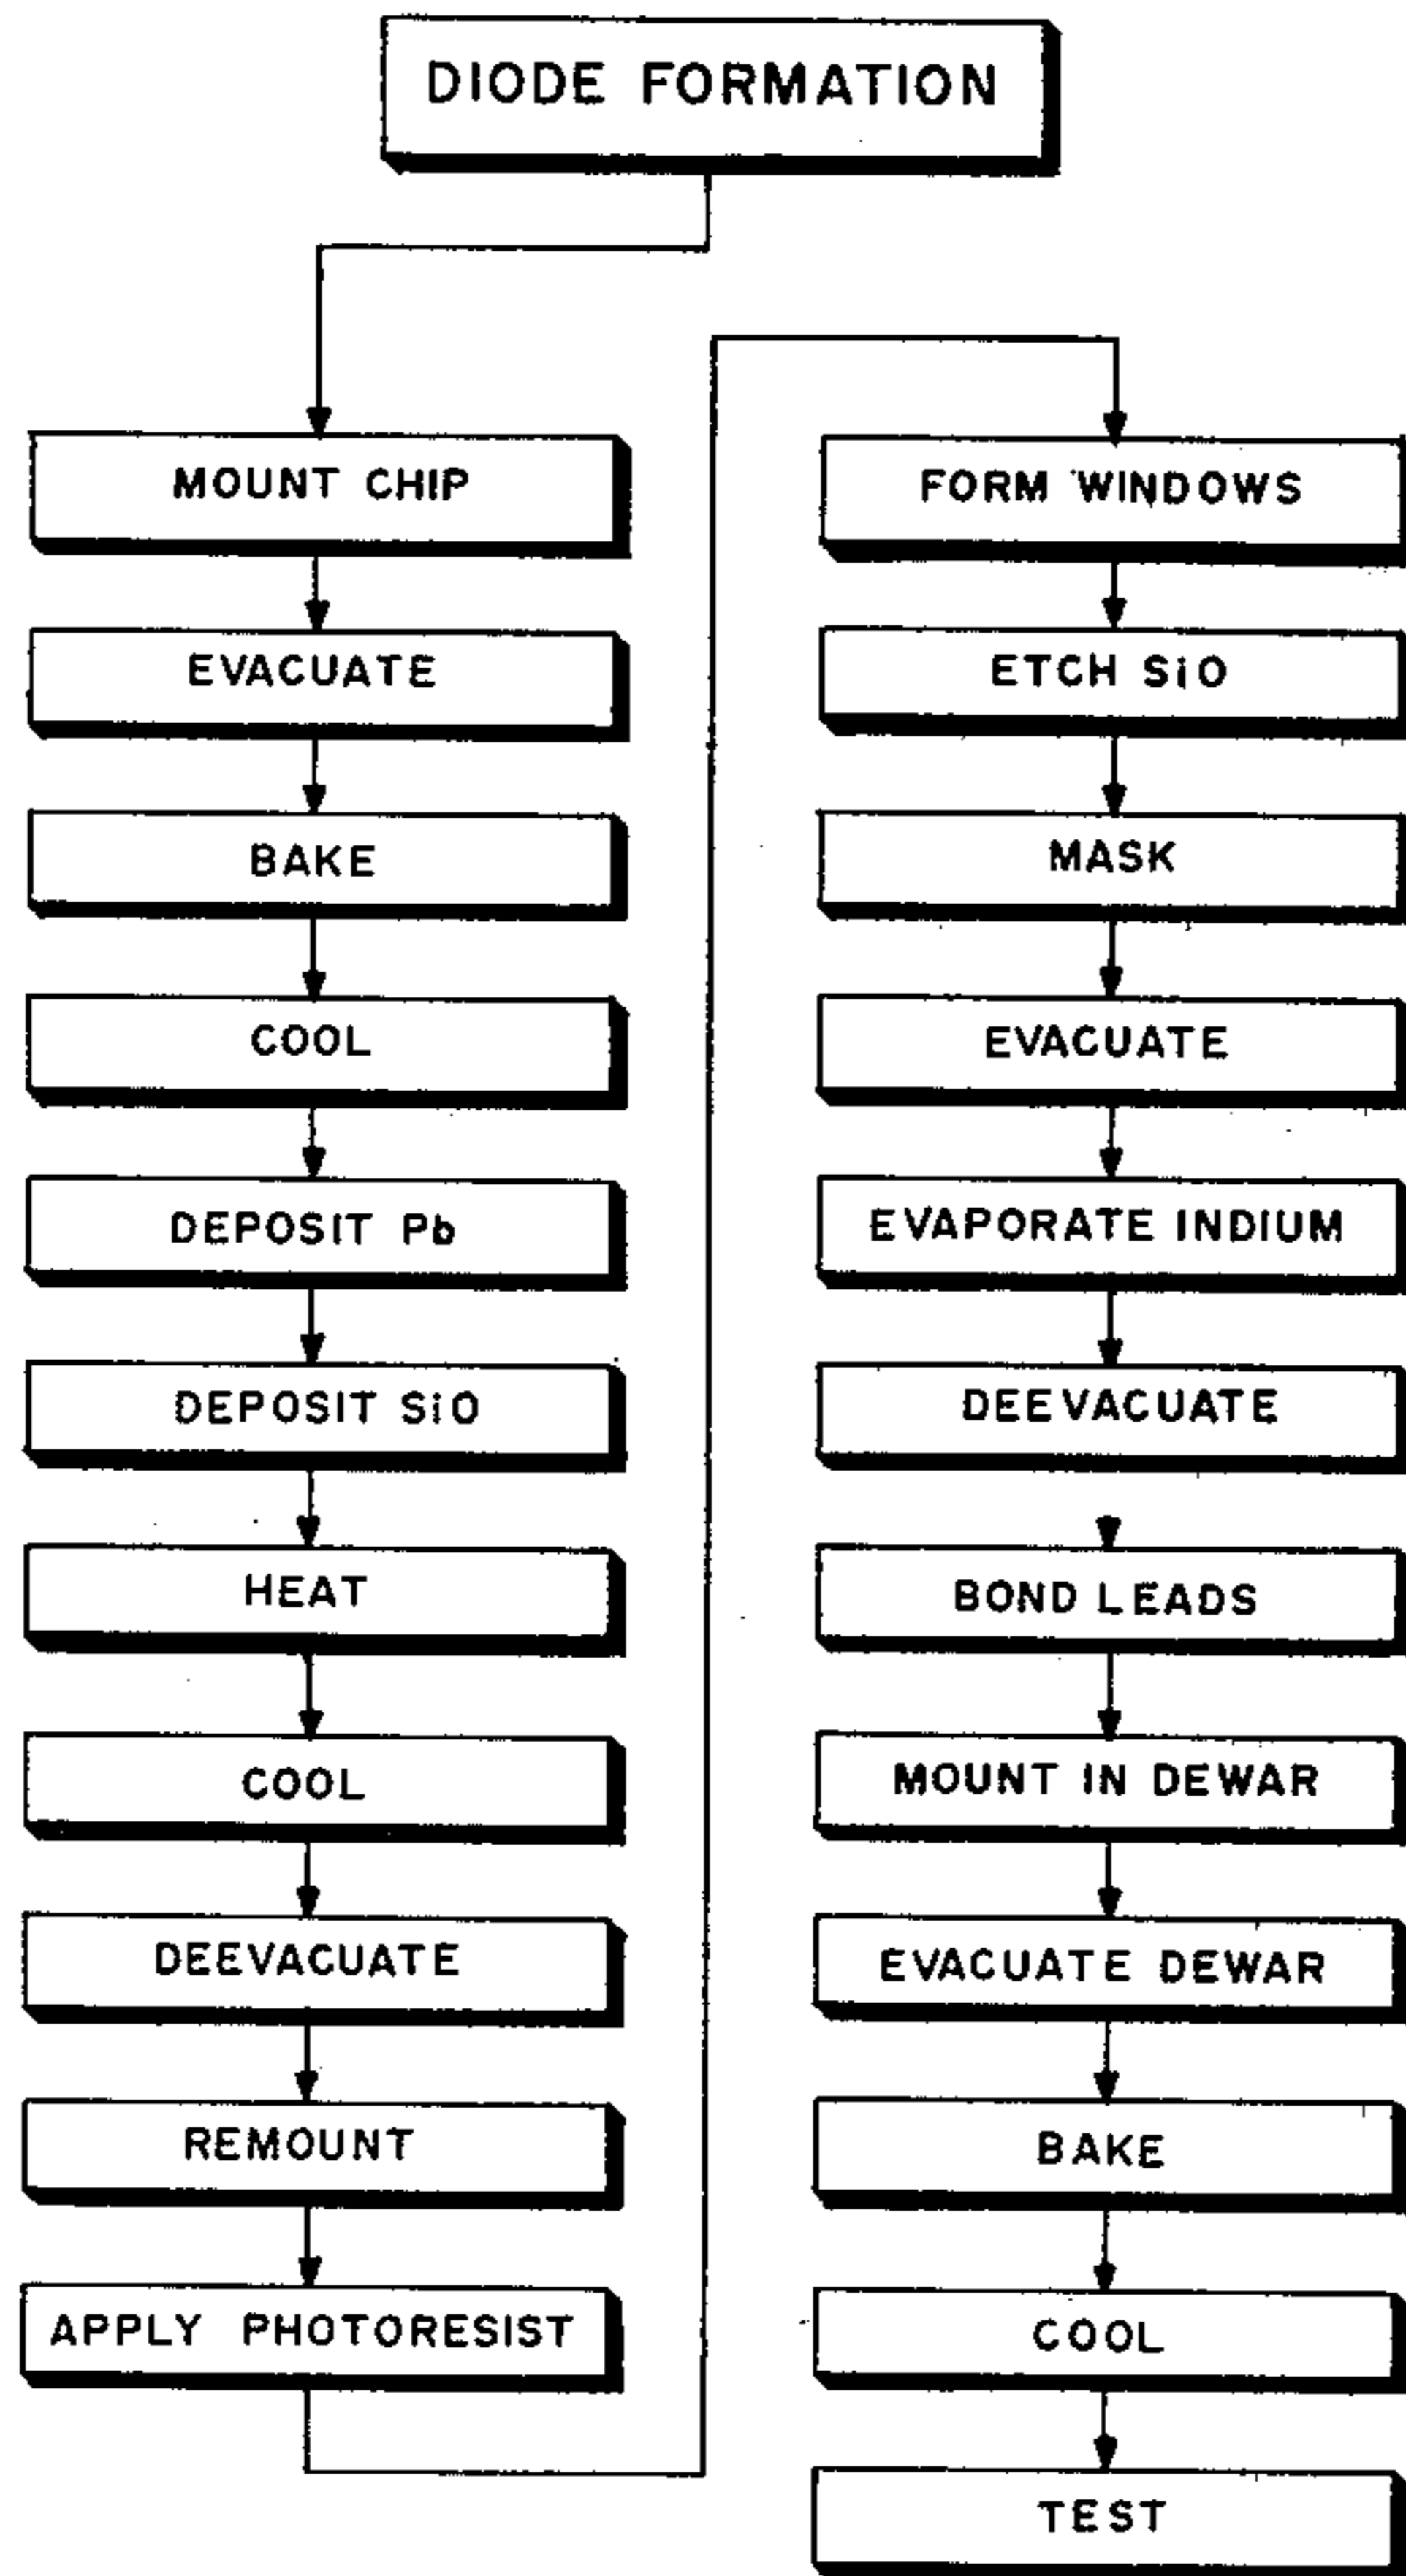 DIODE FORMATION
MOUNT CHIP
EVACUATE
BAKE
COOL
DEPOSIT Pb
DEPOSIT SiO
HEAT
COOL
DEEVACUATE
REMOUNT
APPLY PHOTORESIST
FORM WINDOWS
ETCH SiO
MASK
EVACUATE
EVAPORATE INDIUM
DEEVACUATE
BOND LEADS
MOUNT IN DEWAR
EVACUATE DEWAR
BAKE
COOL
TEST